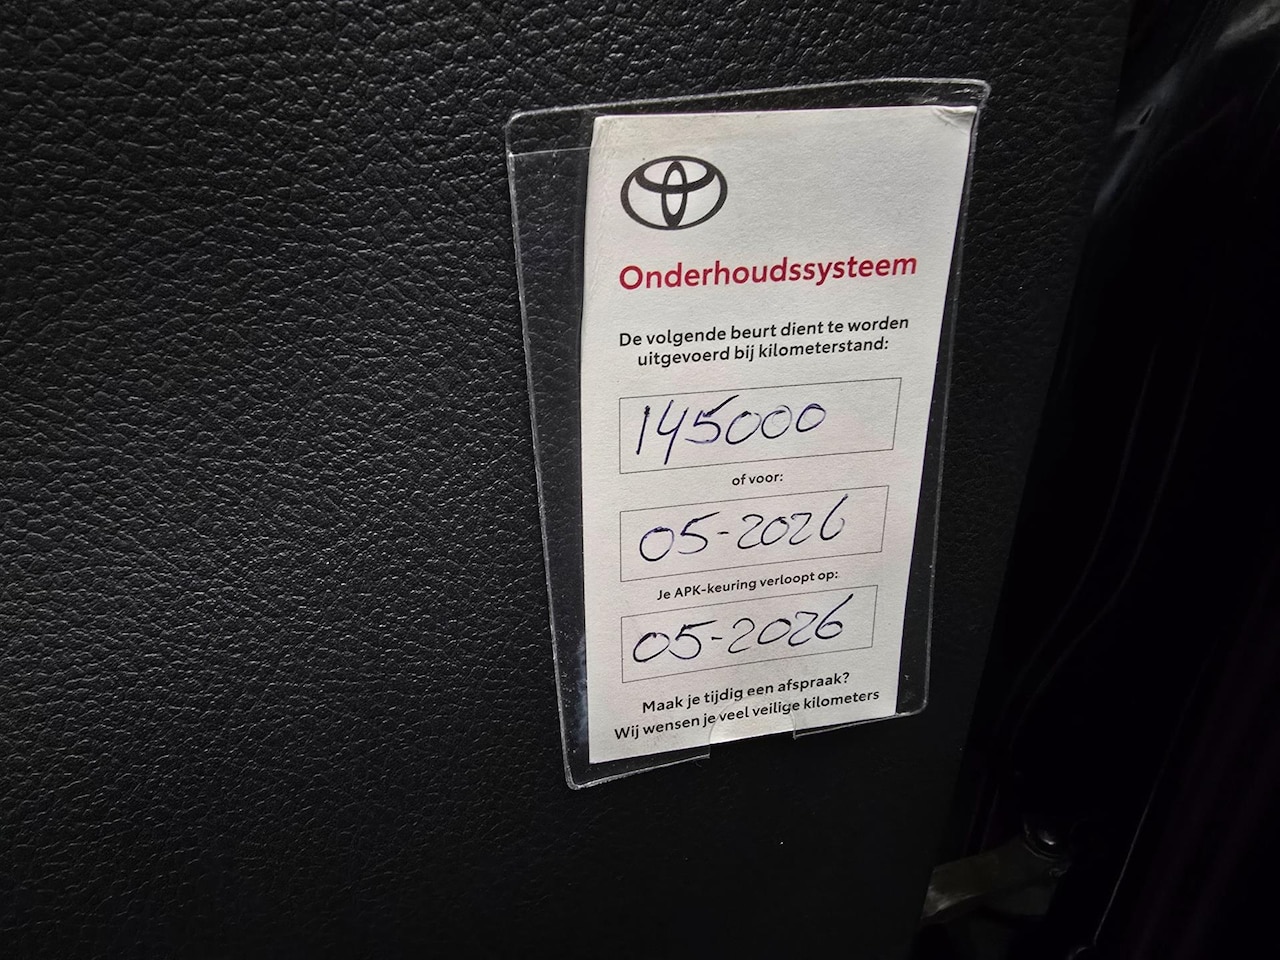 Onderhoudssysteem
De volgende beurt dient te worden
uitgevoerd bij kilometerstand:
145000
of voor:
05-2026
Je APK-keuring verloopt op:
05-2026
Maak je tijdig een afspraak?
Wij wensen je veel veilige kilometers